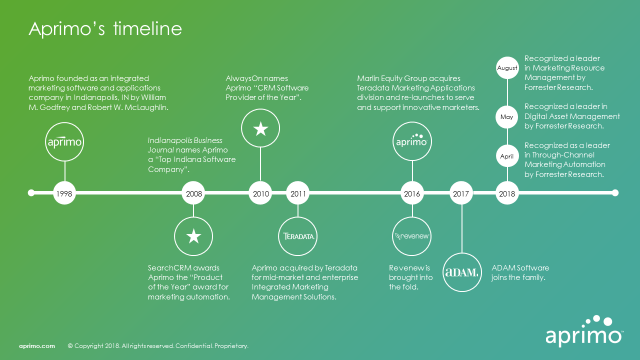 Aprimo's timeline
Aprimo founded as an integrated
marketing software and applications
company in Indianapolis, IN by William
M. Godfrey and Robert W. McLaughlin.
aprimo
1998
Indianapolis Business
Journal names Aprimo
a "Top Indiana Software
Company".
2008
SearchCRM awards
Aprimo the "Product
of the Year" award for
marketing automation.
AlwaysOn names
Aprimo "CRM Software
Provider of the Year".
2010
2011
TERADATA
Aprimo acquired by Teradata
for mid-market and enterprise
Integrated Marketing
Management Solutions.
Marlin Equity Group acquires
Teradata Marketing Applications
division and re-launches to serve
and support innovative marketers.
aprimo
2016
revenew
Revenew is
brought into
the fold.
2017
ADAM.
ADAM Software
joins the family.
August
Recognized a leader
in Marketing Resource
Management by
Forrester Research.
May
Recognized a leader in
Digital Asset Management
by Forrester Research.
April
Recognized as a leader
in Through-Channel
Marketing Automation
by Forrester Research.
2018
aprimo.com © Copyright 2018. All rights reserved. Confidential. Proprietary.
aprimo